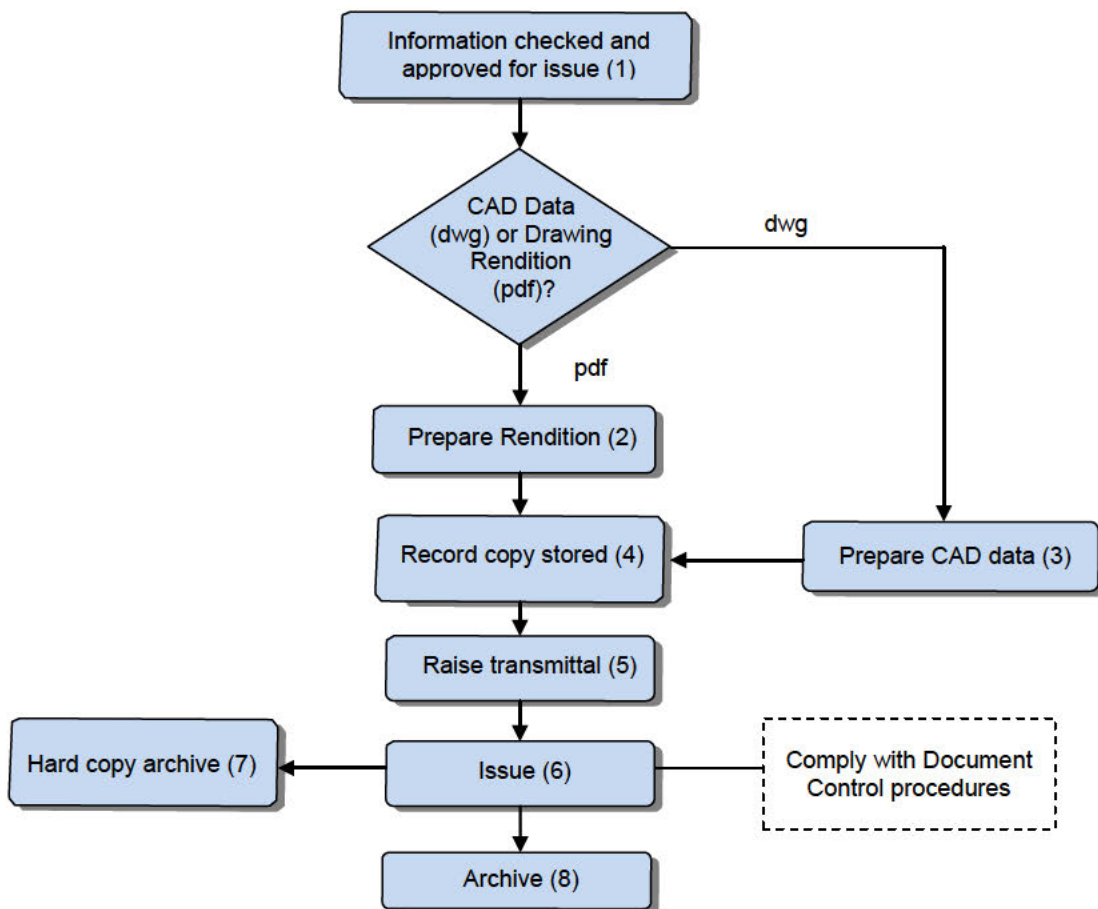 Information checked and
approved for issue (1)
CAD Data
(dwg) or Drawing
Rendition
(pdf)?
dwg
pdf
Prepare Rendition (2)
Record copy stored (4)
Prepare CAD data (3)
Raise transmittal (5)
Hard copy archive (7)
Issue (6)
Comply with Document
Control procedures
Archive (8)